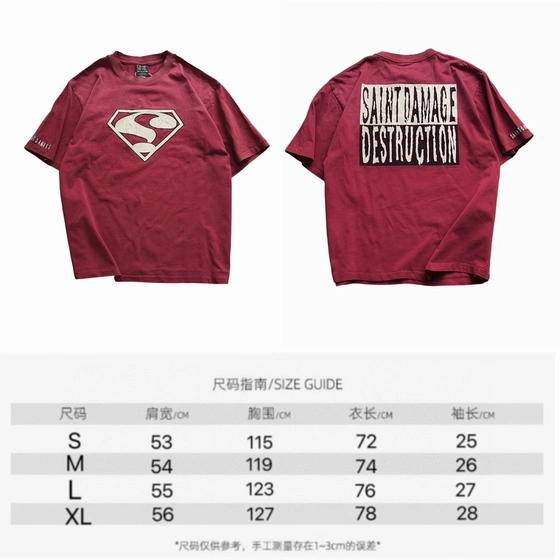 SAINT DAMAGE
DESTRUCTION
尺码指南/SIZE GUIDE
尺码 肩宽/CM 胸围/CM 衣长/CM 袖长/CM
S 53 115 72 25
M 54 119 74 26
L 55 123 76 27
XL 56 127 78 28
*尺码仅供参考，手工测量存在1~3cm的误差*